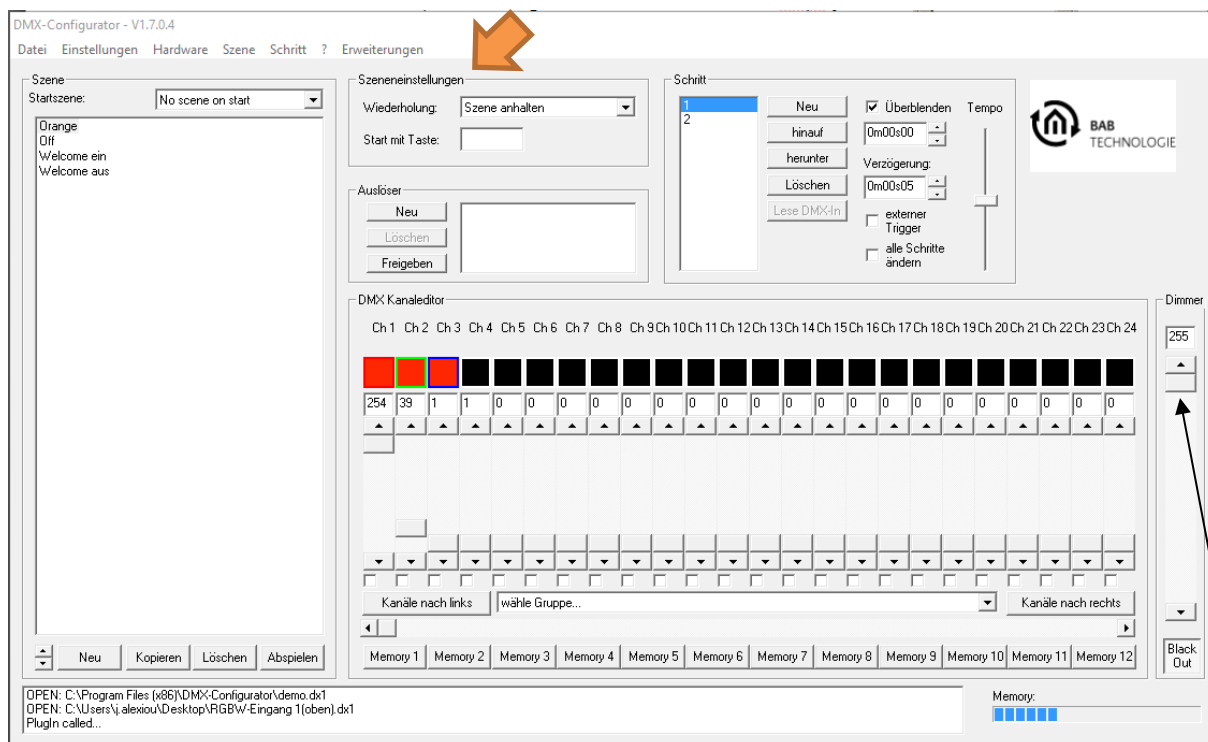 DMX-Configurator - V1.7.0.4
Datei Einstellungen Hardware Szene Schritt ? Erweiterungen
Szene
Startszene: No scene on start
Orange
Off
Welcome ein
Welcome aus
Neu Kopieren Löschen Abspielen
Szeneneinstellungen
Wiederholung: Szene anhalten
Start mit Taste:
Auslöser
Neu
Löschen
Freigeben
Schritt
1
2
Neu
hinauf
herunter
Löschen
Lese DMX-In
Überblenden
0m00s00
Verzögerung:
0m00s05
externer
Trigger
alle Schritte
ändern
Tempo
BAB
TECHNOLOGIE
DMX Kanaleditor
Ch 1 Ch 2 Ch 3 Ch 4 Ch 5 Ch 6 Ch 7 Ch 8 Ch 9 Ch 10 Ch 11 Ch 12 Ch 13 Ch 14 Ch 15 Ch 16 Ch 17 Ch 18 Ch 19 Ch 20 Ch 21 Ch 22 Ch 23 Ch 24
254 39 1 1 0 0 0 0 0 0 0 0 0 0 0 0 0 0 0 0 0 0 0 0
Kanäle nach links wähle Gruppe... Kanäle nach rechts
Memory 1 Memory 2 Memory 3 Memory 4 Memory 5 Memory 6 Memory 7 Memory 8 Memory 9 Memory 10 Memory 11 Memory 12
Dimmer
255
Black
Out
OPEN: C:\Program Files (x86)\DMX-Configurator\demo.dx1
OPEN: C:\Users\j.alexiou\Desktop\RGBW-Eingang 1(oben).dx1
PlugIn called...
Memory: